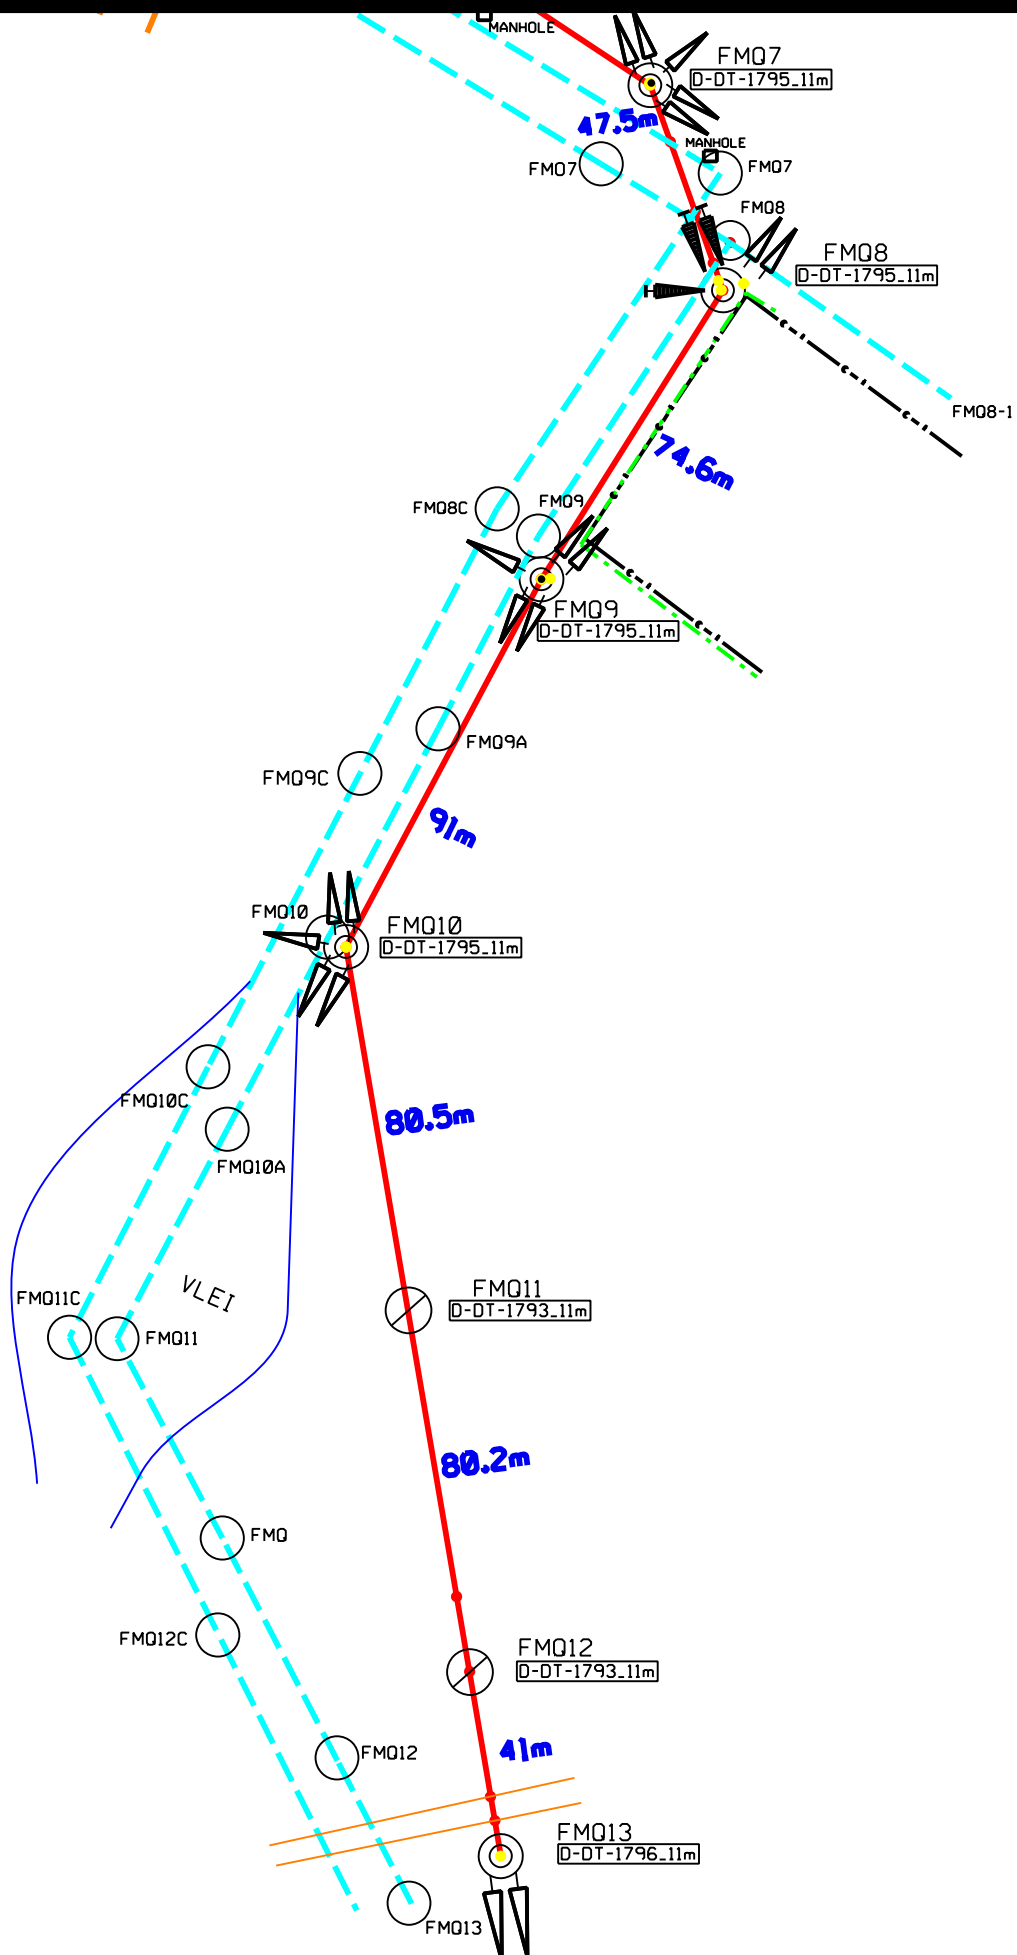 MANHOLE
FMQ7
D-DT-1795_11m
47.5m
MANHOLE
FMQ7
FMQ7
FMQ8
FMQ8
D-DT-1795_11m
FMQ8-1
74.6m
FMQ8C
FMQ9
FMQ9
D-DT-1795_11m
FMQ9A
FMQ9C
91m
FMQ10
FMQ10
D-DT-1795_11m
FMQ10C
80.5m
FMQ10A
VLEI
FMQ11
D-DT-1793_11m
FMQ11C
FMQ11
80.2m
FMQ
FMQ12C
FMQ12
D-DT-1793_11m
41m
FMQ12
FMQ13
D-DT-1796_11m
FMQ13